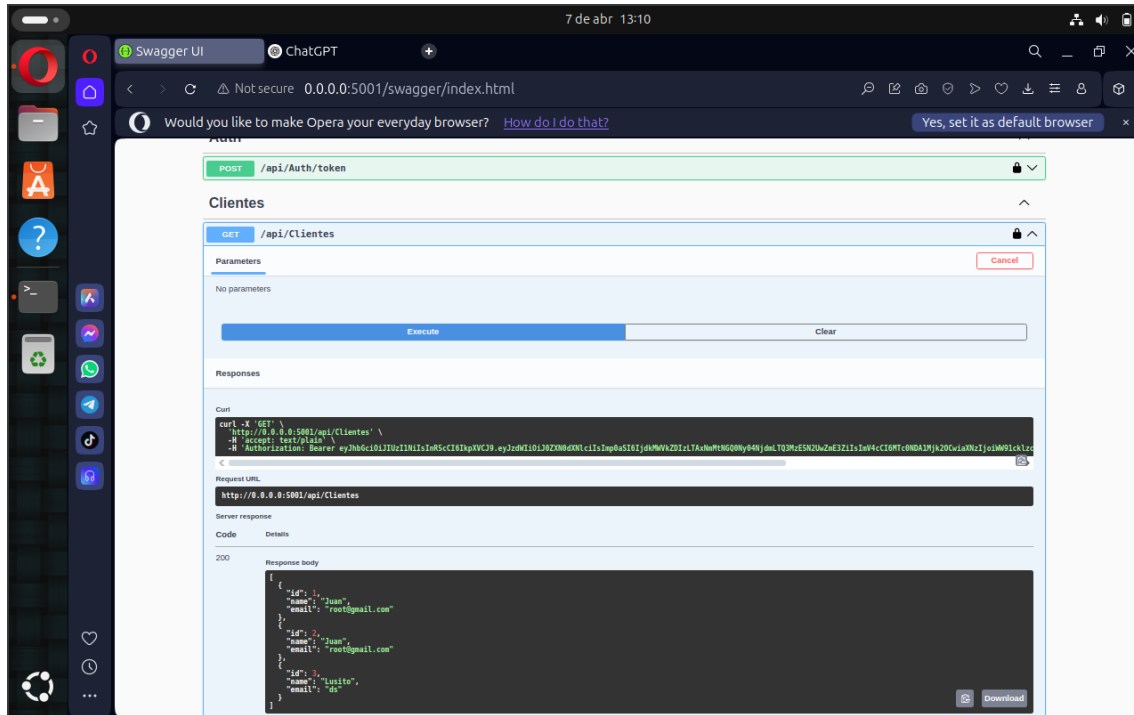 7 de abr 13:10
Swagger UI
ChatGPT
Not secure 0.0.0.0:5001/swagger/index.html
Would you like to make Opera your everyday browser? How do I do that? Yes, set it as default browser
Auth
POST /api/Auth/token
Clientes
GET /api/Clientes
Parameters Cancel
No parameters
Execute Clear
Responses
Curl
curl -X 'GET' \
'http://0.0.0.0:5001/api/Clientes' \
-H 'accept: text/plain' \
-H 'Authorization: Bearer
Request URL
http://0.0.0.0:5001/api/Clientes
Server response
Code Details
200
Response body
[
{
"id": 1,
"name": "Juan",
"email": "root@gmail.com"
},
{
"id": 2,
"name": "Juan",
"email": "root@gmail.com"
},
{
"id": 3,
"name": "Lusito",
"email": "ds"
}
]
Download